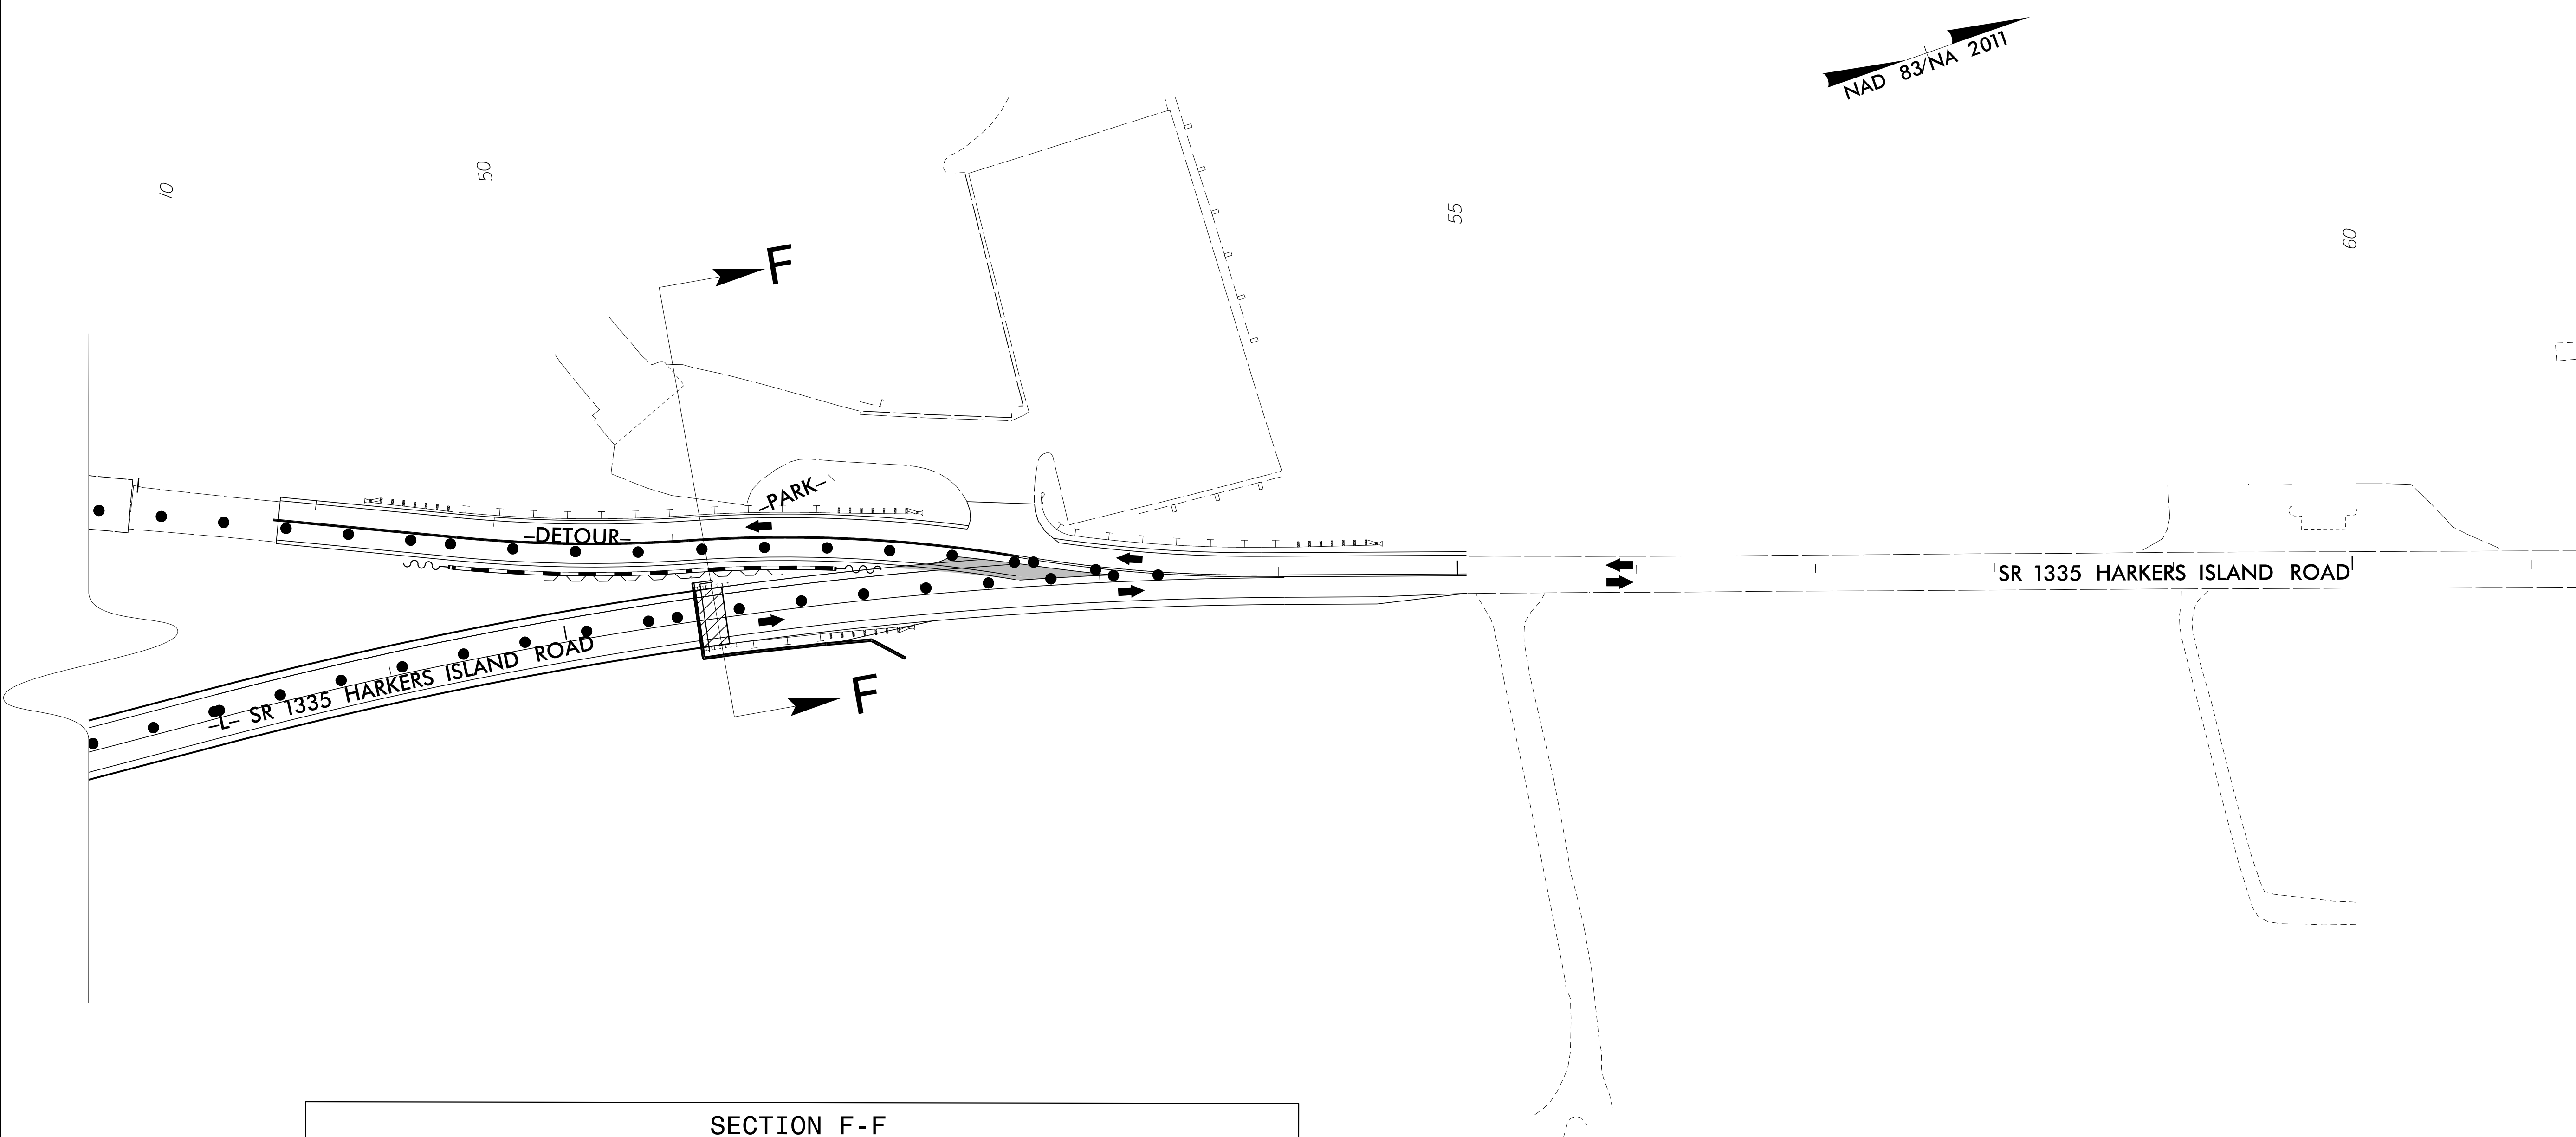 NAD 83/NA 2011
10
50
55
60
F
-PARK-
-DETOUR-
SR 1335 HARKERS ISLAND ROAD
-L- SR 1335 HARKERS ISLAND ROAD
F
SECTION F-F